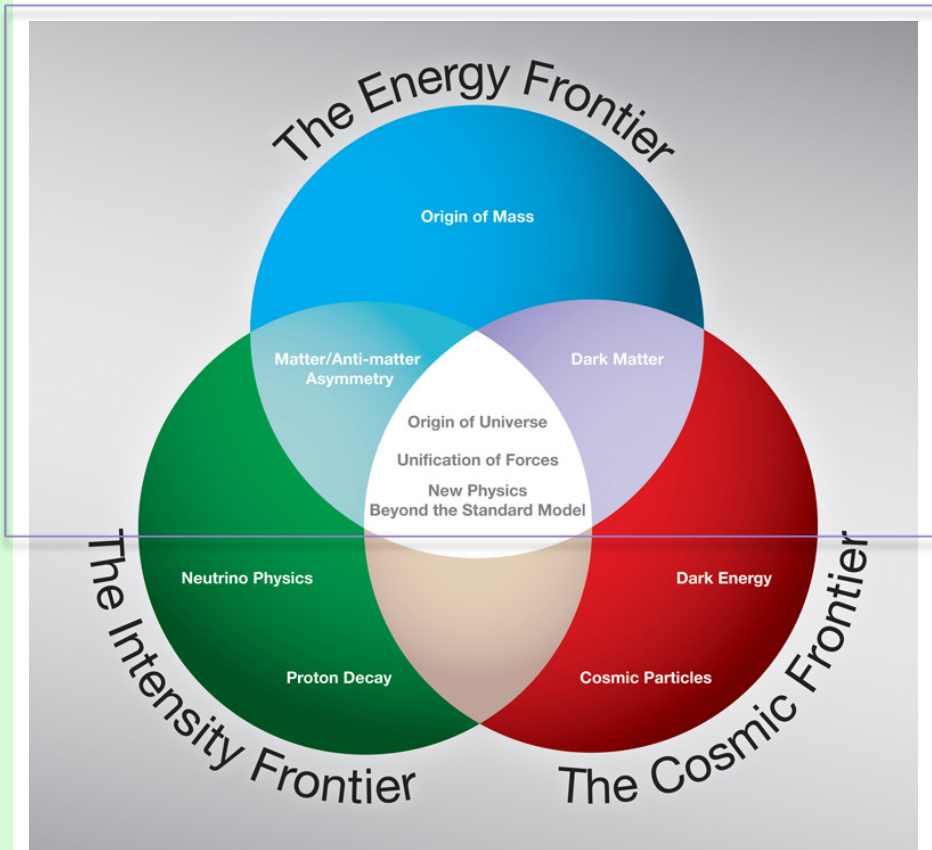 The Energy Frontier
Origin of Mass
Matter/Anti-matter
Asymmetry
Dark Matter
Origin of Universe
Unification of Forces
New Physics
Beyond the Standard Model
Neutrino Physics
Dark Energy
Proton Decay
Cosmic Particles
The Intensity Frontier
The Cosmic Frontier